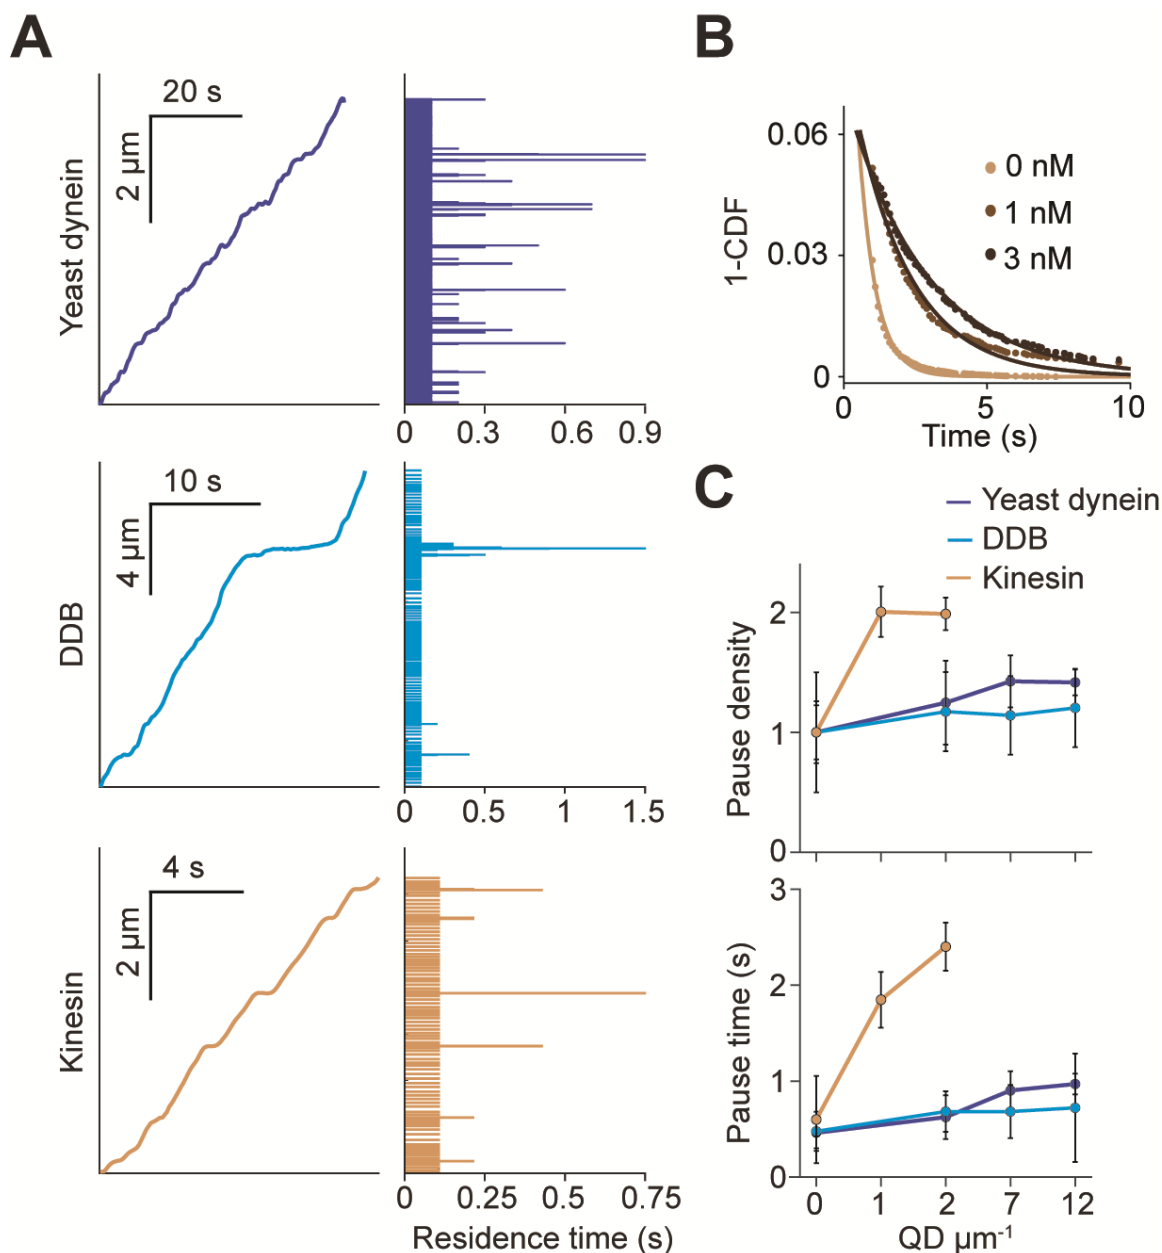 A
Yeast dynein
20 s
2 µm
0 0.3 0.6 0.9
DDB
10 s
4 µm
0 0.5 1 1.5
Kinesin
4 s
2 µm
0 0.25 0.50 0.75
Residence time (s)
B
1-CDF
0.06
0.03
0
0 nM
1 nM
3 nM
0 5 10
Time (s)
C
Yeast dynein
DDB
Kinesin
Pause density
2
1
0
Pause time (s)
3
2
1
0
0 1 2 7 12
QD µm-1